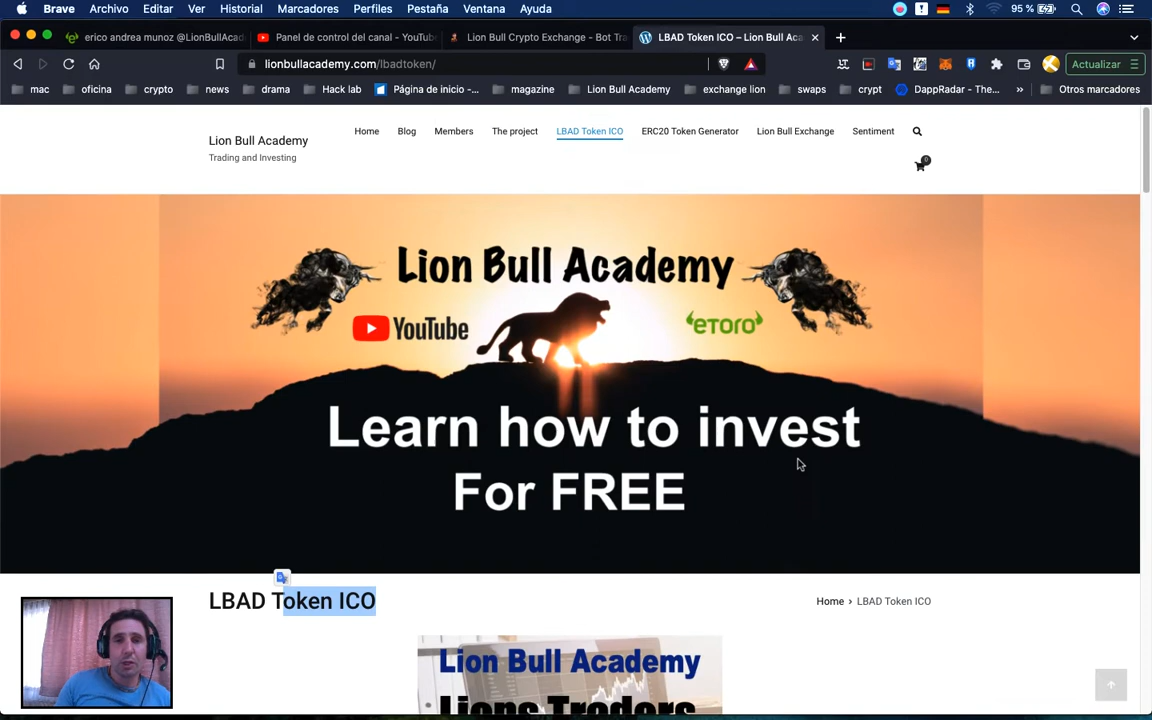 Brave Archivo Editar Ver Historial Marcadores Perfiles Pestaña Ventana Ayuda 95 %
erico andrea munoz @LionBullAcad
Panel de control del canal - YouTub
Lion Bull Crypto Exchange - Bot Tra
LBAD Token ICO – Lion Bull Aca
lionbullacademy.com/lbadtoken/
Actualizar
mac oficina crypto news drama Hack lab Página de inicio -... magazine Lion Bull Academy exchange lion swaps crypt DappRadar - The... » Otros marcadores
Lion Bull Academy
Trading and Investing
Home Blog Members The project LBAD Token ICO ERC20 Token Generator Lion Bull Exchange Sentiment
0
Lion Bull Academy
YouTube
eToro
Learn how to invest
For FREE
LBAD Token ICO
Home › LBAD Token ICO
Lion Bull Academy
Lions Traders